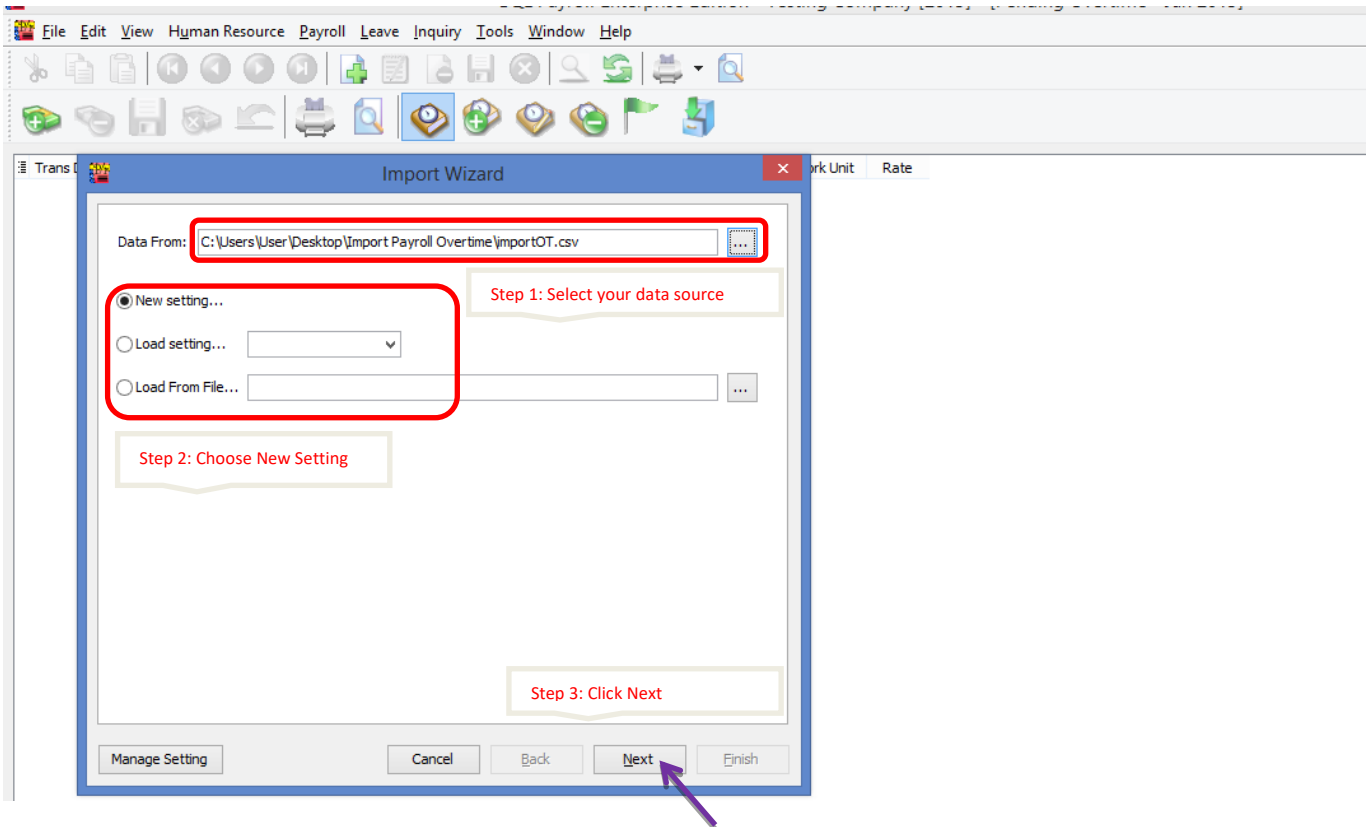 File Edit View Human Resource Payroll Leave Inquiry Tools Window Help
Trans
Work Unit Rate
Import Wizard
Data From: C:\Users\User\Desktop\Import Payroll Overtime\importOT.csv ...
Step 1: Select your data source
New setting...
Load setting...
Load From File... ...
Step 2: Choose New Setting
Step 3: Click Next
Manage Setting Cancel Back Next Finish